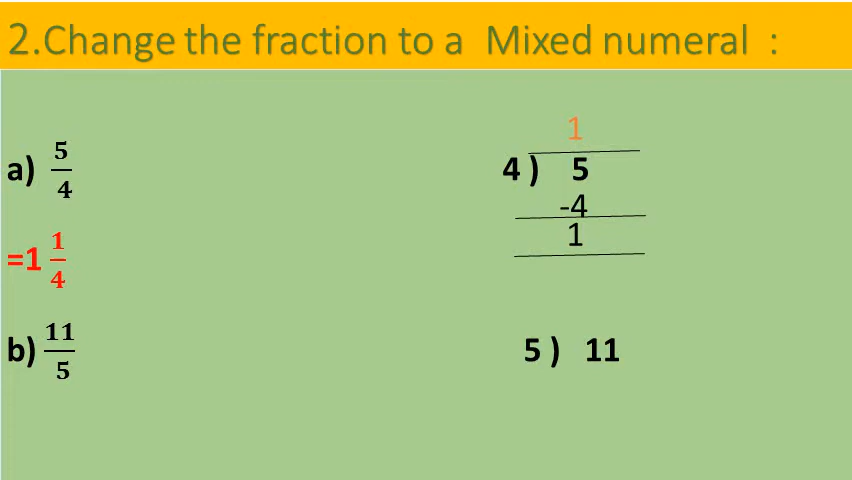 2.Change the fraction to a Mixed numeral :
a) 5/4
=1 1/4
b) 11/5
1
4 ) 5
-4
1
5 ) 11